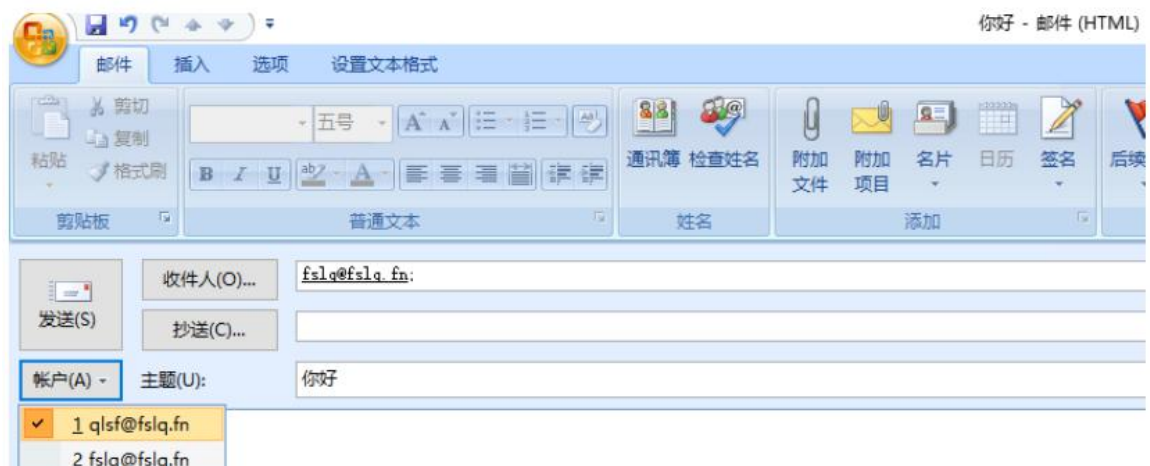 你好 - 邮件 (HTML)
邮件 插入 选项 设置文本格式
粘贴 剪切 复制 格式刷
五号 A A
B I U ab A
通讯簿 检查姓名
附加文件 附加项目 名片 日历 签名
剪贴板 普通文本 姓名 添加
发送(S)
收件人(O)... fslq@fslq.fn;
抄送(C)...
帐户(A) 主题(U): 你好
1 qlsf@fslq.fn
2 fslq@fslq.fn